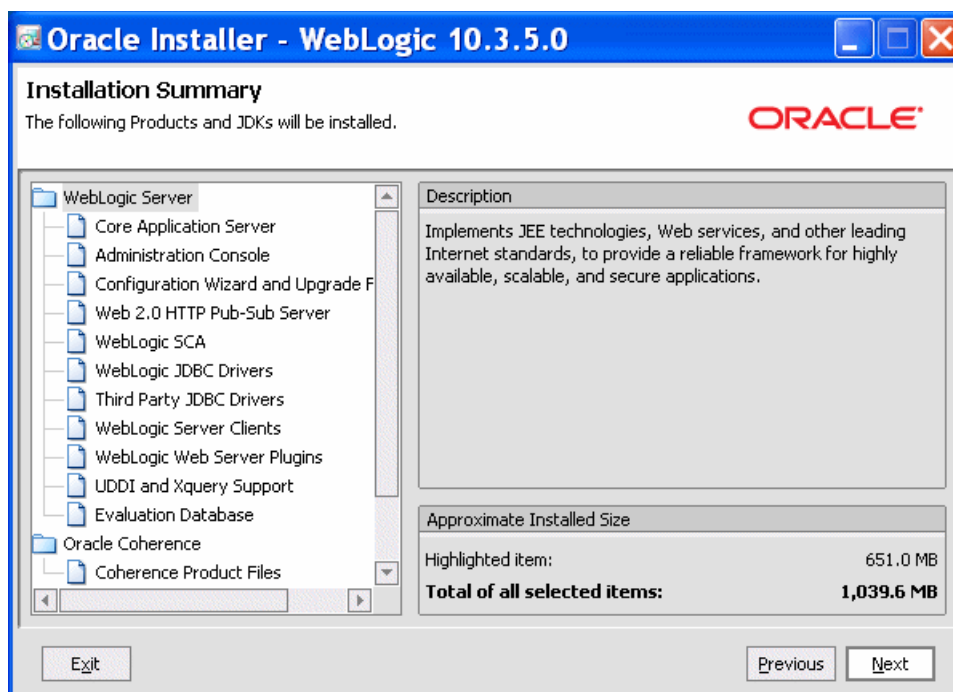 Oracle Installer - WebLogic 10.3.5.0
Installation Summary
The following Products and JDKs will be installed.
ORACLE
WebLogic Server
Core Application Server
Administration Console
Configuration Wizard and Upgrade F
Web 2.0 HTTP Pub-Sub Server
WebLogic SCA
WebLogic JDBC Drivers
Third Party JDBC Drivers
WebLogic Server Clients
WebLogic Web Server Plugins
UDDI and Xquery Support
Evaluation Database
Oracle Coherence
Coherence Product Files
Description
Implements JEE technologies, Web services, and other leading
Internet standards, to provide a reliable framework for highly
available, scalable, and secure applications.
Approximate Installed Size
Highlighted item: 651.0 MB
Total of all selected items: 1,039.6 MB
Exit
Previous
Next